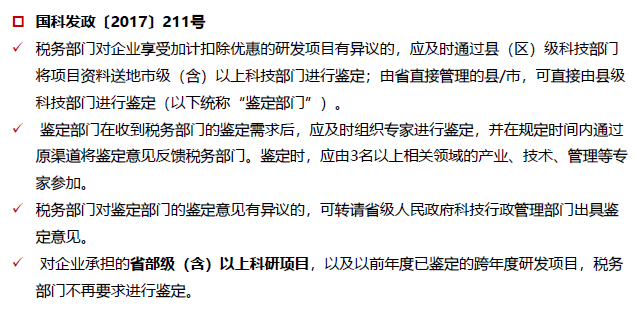 国科发政〔2017〕211号
税务部门对企业享受加计扣除优惠的研发项目有异议的，应及时通过县（区）级科技部门
将项目资料送地市级（含）以上科技部门进行鉴定；由省直接管理的县/市，可直接由县级
科技部门进行鉴定（以下统称“鉴定部门”）。
鉴定部门在收到税务部门的鉴定需求后，应及时组织专家进行鉴定，并在规定时间内通过
原渠道将鉴定意见反馈税务部门。鉴定时，应由3名以上相关领域的产业、技术、管理等专
家参加。
税务部门对鉴定部门的鉴定意见有异议的，可转请省级人民政府科技行政管理部门出具鉴
定意见。
对企业承担的省部级（含）以上科研项目，以及以前年度已鉴定的跨年度研发项目，税务
部门不再要求进行鉴定。